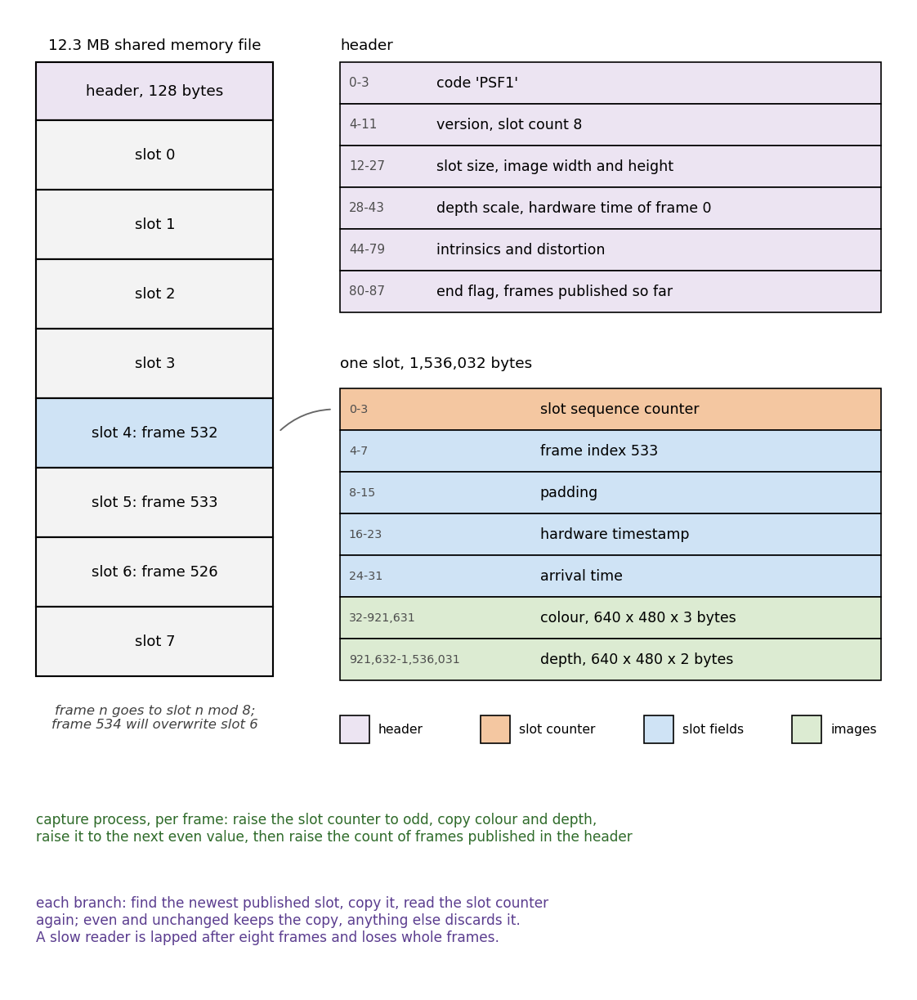 12.3 MB shared memory file
header, 128 bytes
slot 0
slot 1
slot 2
slot 3
slot 4: frame 532
slot 5: frame 533
slot 6: frame 526
slot 7
frame n goes to slot n mod 8;
frame 534 will overwrite slot 6
header
0-3 code 'PSF1'
4-11 version, slot count 8
12-27 slot size, image width and height
28-43 depth scale, hardware time of frame 0
44-79 intrinsics and distortion
80-87 end flag, frames published so far
one slot, 1,536,032 bytes
0-3 slot sequence counter
4-7 frame index 533
8-15 padding
16-23 hardware timestamp
24-31 arrival time
32-921,631 colour, 640 x 480 x 3 bytes
921,632-1,536,031 depth, 640 x 480 x 2 bytes
header slot counter slot fields images
capture process, per frame: raise the slot counter to odd, copy colour and depth,
raise it to the next even value, then raise the count of frames published in the header
each branch: find the newest published slot, copy it, read the slot counter
again; even and unchanged keeps the copy, anything else discards it.
A slow reader is lapped after eight frames and loses whole frames.